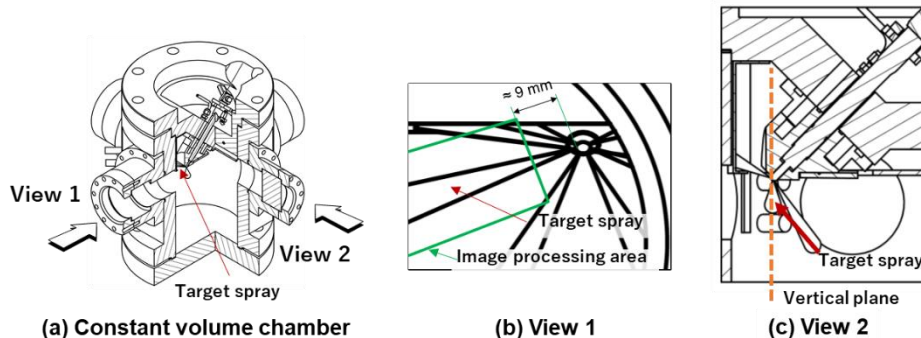 View 1
View 2
Target spray
(a) Constant volume chamber
≈ 9 mm
Target spray
Image processing area
(b) View 1
Target spray
Vertical plane
(c) View 2